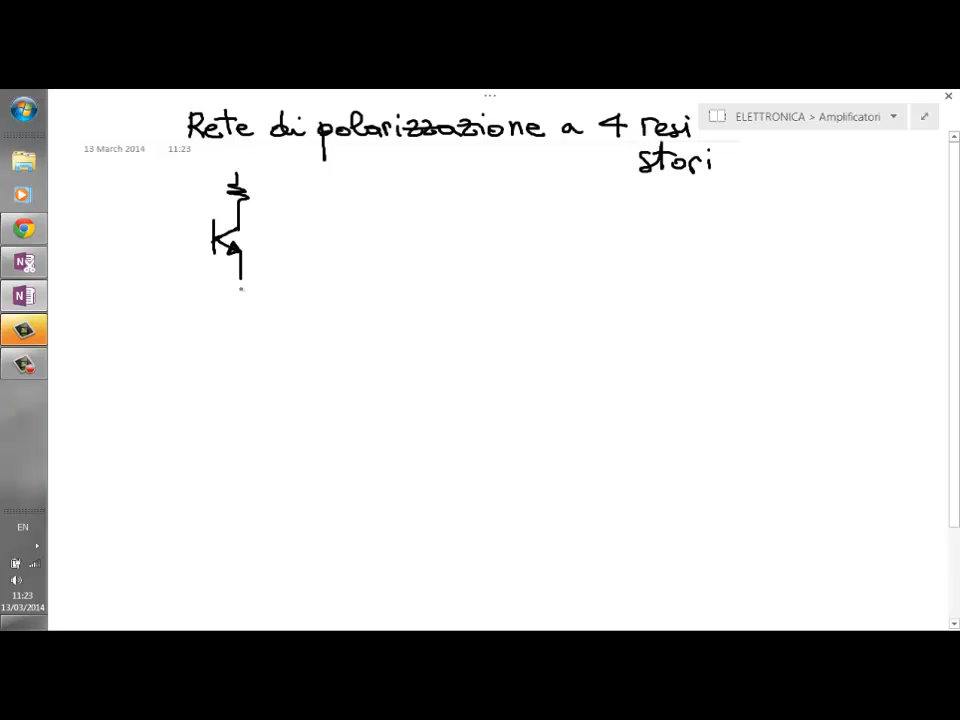 ELETTRONICA > Amplificatori
Rete di polarizzazione a 4 resi
stori
13 March 2014 11:23
EN
11:23
13/03/2014